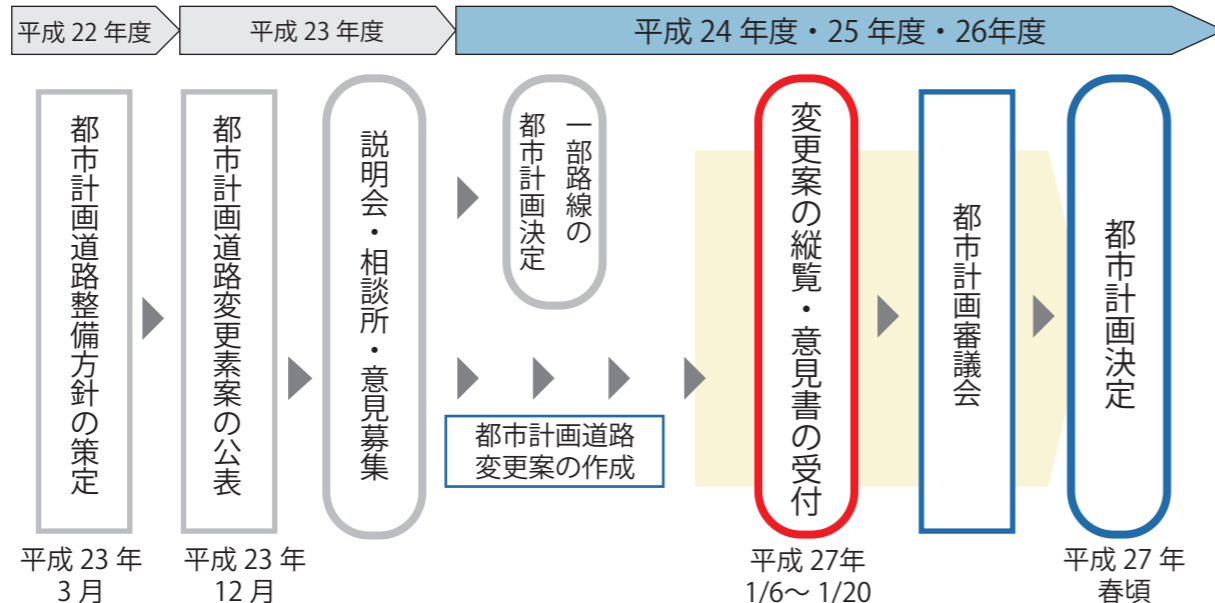 平成 22 年度
平成 23 年度
平成 24 年度・25 年度・26年度
都市計画道路整備方針の策定
平成 23 年
3 月
都市計画道路変更素案の公表
平成 23 年
12 月
説明会・相談所・意見募集
一部路線の
都市計画決定
都市計画道路
変更案の作成
変更案の縦覧・意見書の受付
平成 27年
1/6〜 1/20
都市計画審議会
都市計画決定
平成 27 年
春頃